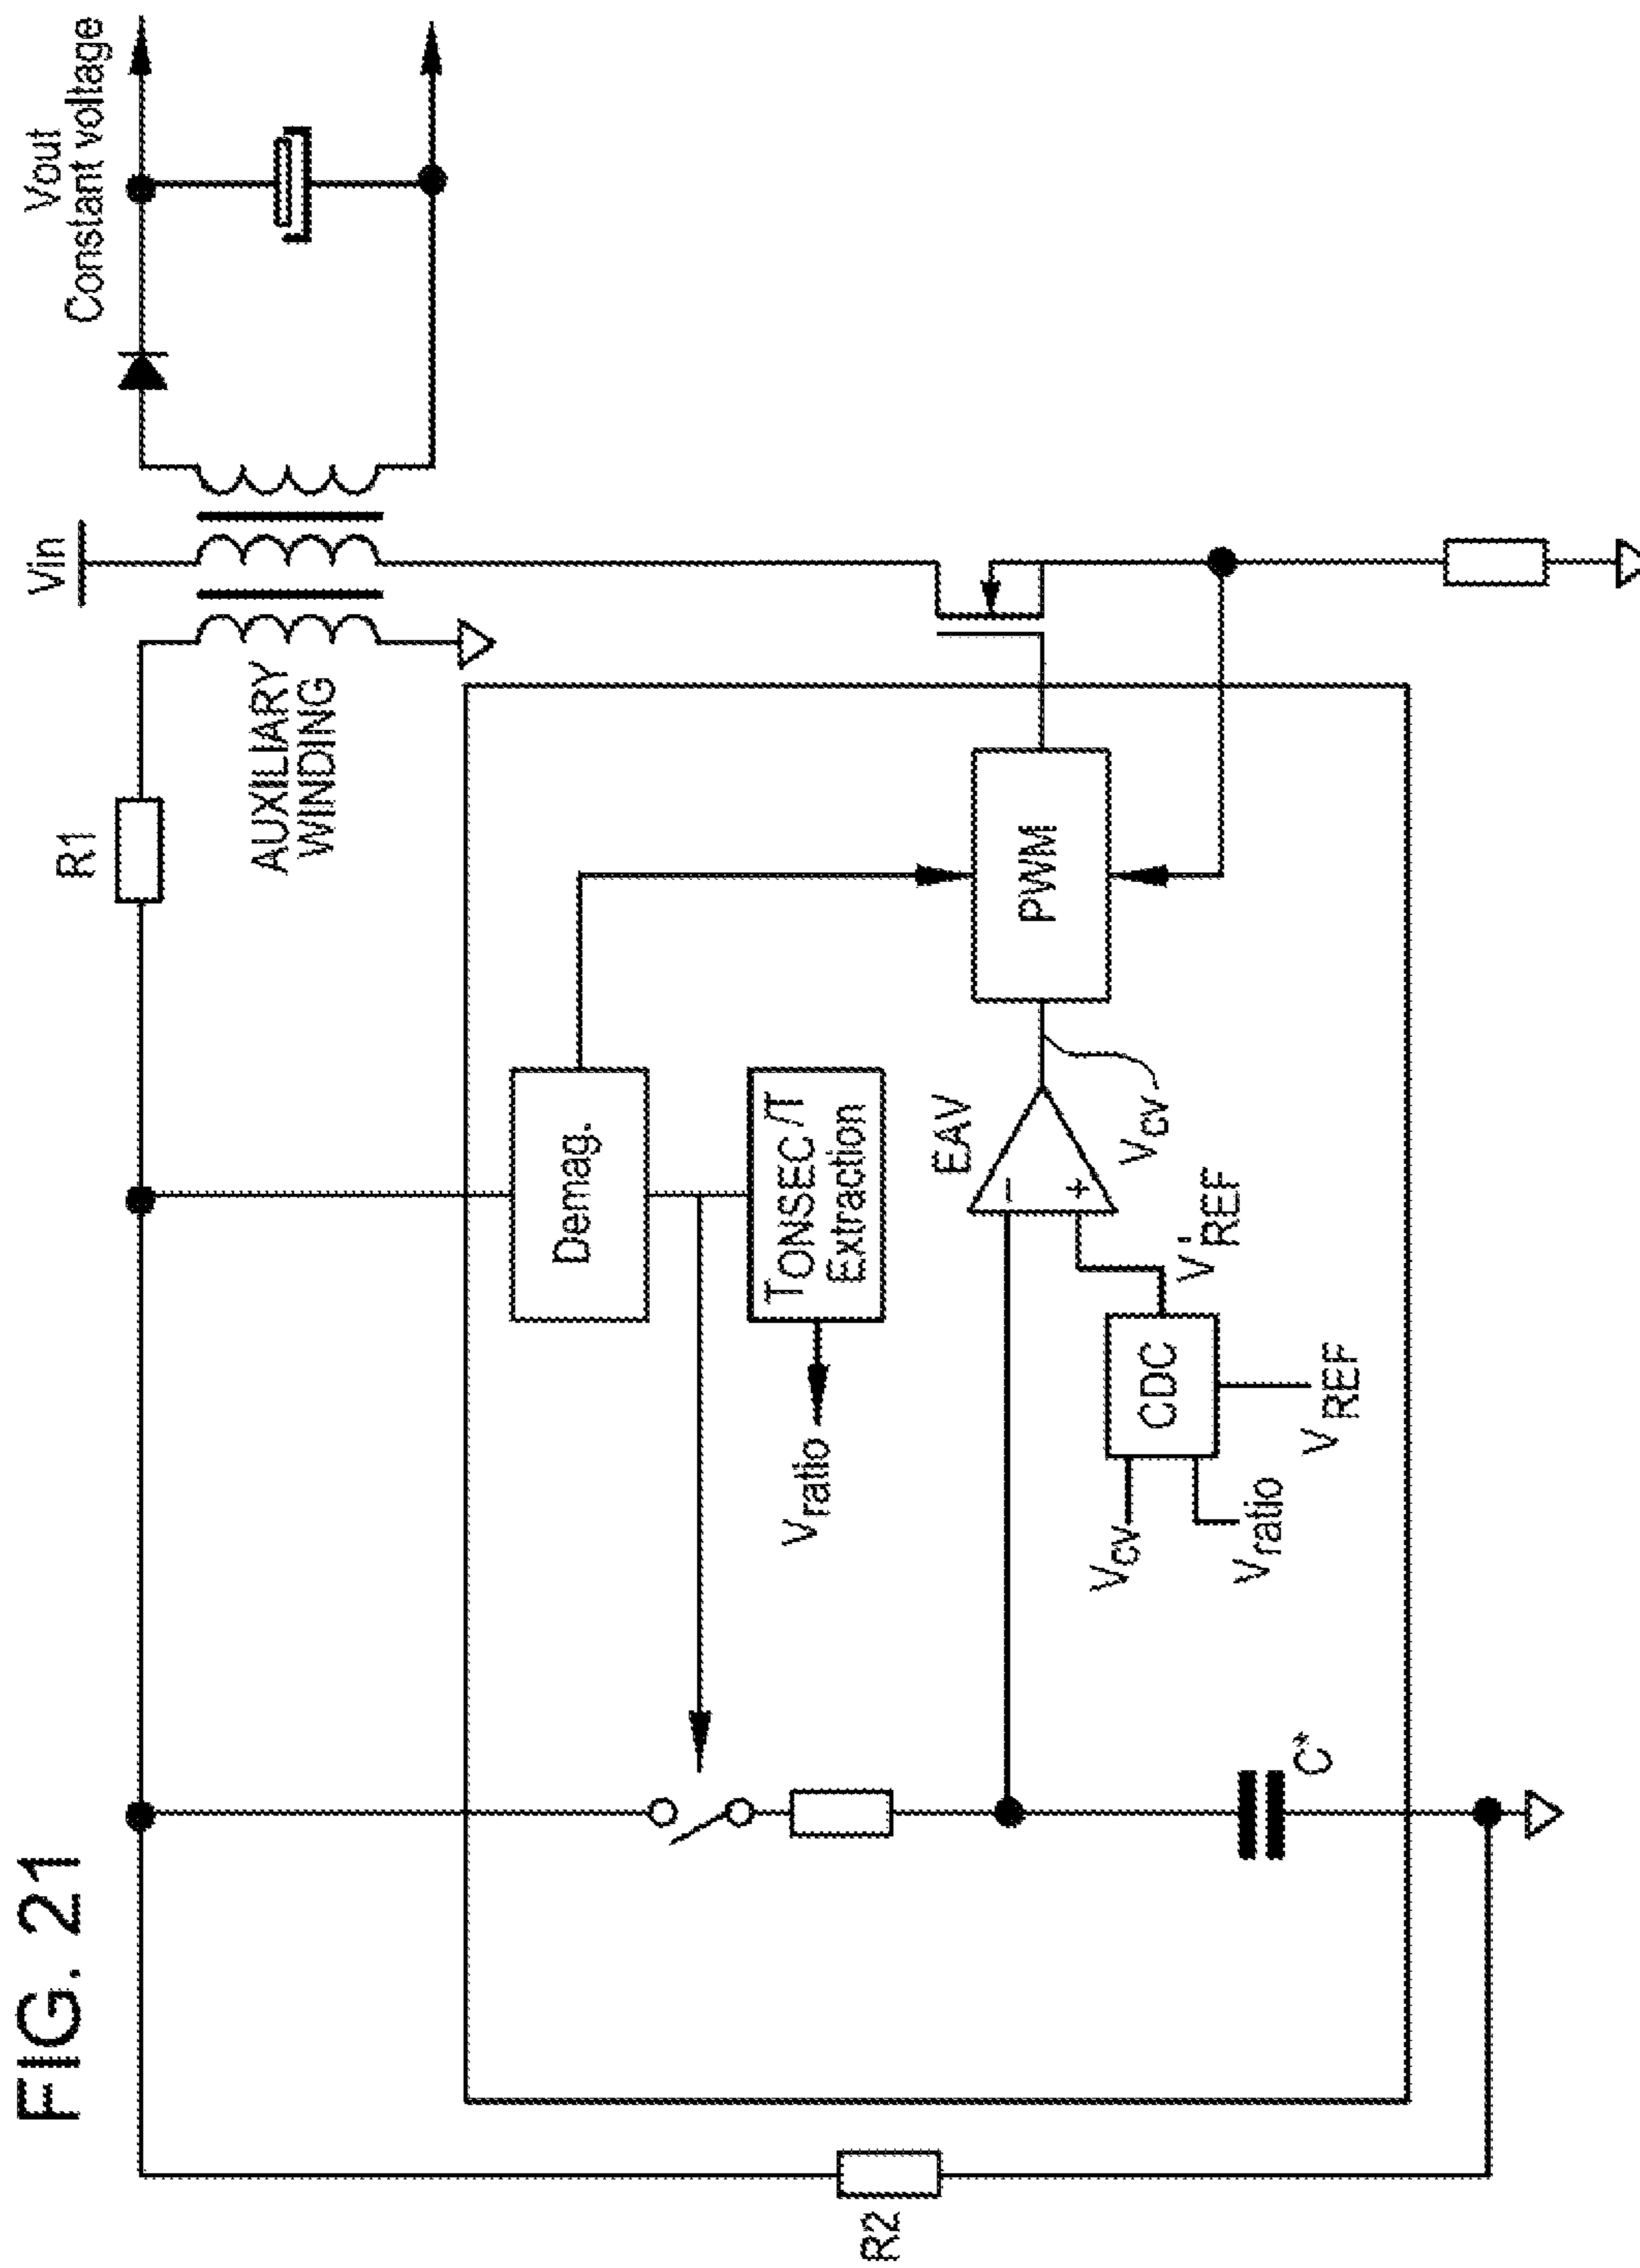 FIG. 21
Vin
Vout
Constant voltage
R1
AUXILIARY
WINDING
Demag.
TONSEC/T
Extraction
Vratio
EAV
-
+
PWM
Vcv
V'REF
CDC
Vcv
Vratio
VREF
C*
R2